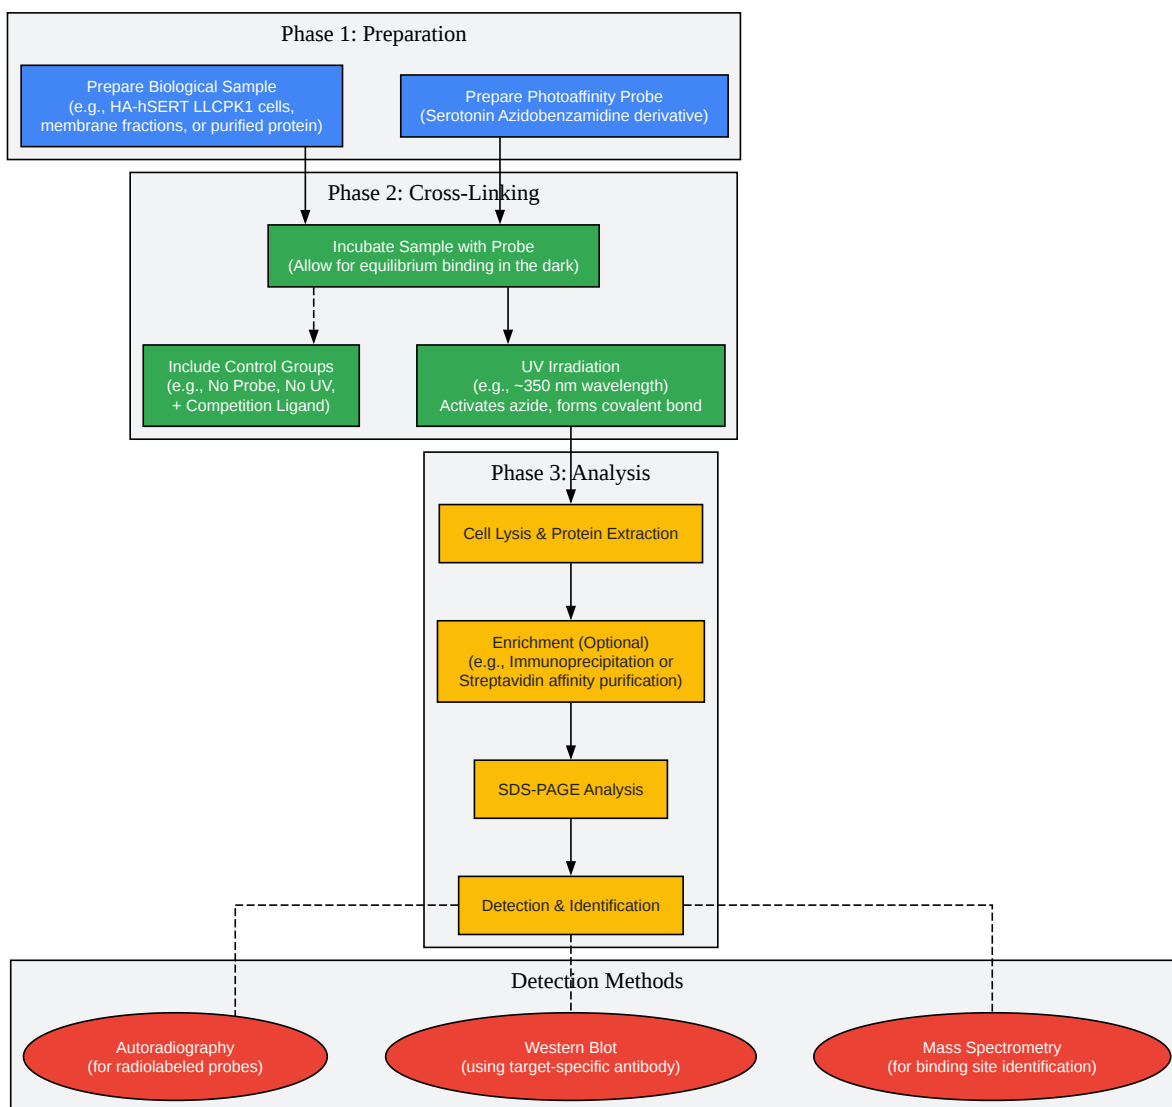 Phase 1: Preparation
Prepare Biological Sample
(e.g., HA-hSERT LLCPK1 cells,
membrane fractions, or purified protein)
Prepare Photoaffinity Probe
(Serotonin Azidobenzamidine derivative)
Phase 2: Cross-Linking
Incubate Sample with Probe
(Allow for equilibrium binding in the dark)
Include Control Groups
(e.g., No Probe, No UV,
+ Competition Ligand)
UV Irradiation
(e.g., ~350 nm wavelength)
Activates azide, forms covalent bond
Phase 3: Analysis
Cell Lysis & Protein Extraction
Enrichment (Optional)
(e.g., Immunoprecipitation or
Streptavidin affinity purification)
SDS-PAGE Analysis
Detection & Identification
Detection Methods
Autoradiography
(for radiolabeled probes)
Western Blot
(using target-specific antibody)
Mass Spectrometry
(for binding site identification)